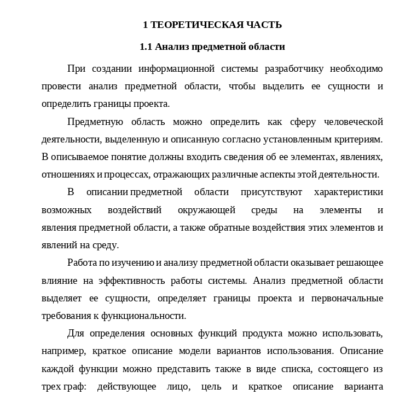 1 ТЕОРЕТИЧЕСКАЯ ЧАСТЬ
1.1 Анализ предметной области
При создании информационной системы разработчику необходимо
провести анализ предметной области, чтобы выделить ее сущности и
определить границы проекта.
Предметную область можно определить как сферу человеческой
деятельности, выделенную и описанную согласно установленным критериям.
В описываемое понятие должны входить сведения об ее элементах, явлениях,
отношениях и процессах, отражающих различные аспекты этой деятельности.
В описании предметной области присутствуют характеристики
возможных воздействий окружающей среды на элементы и
явления предметной области, а также обратные воздействия этих элементов и
явлений на среду.
Работа по изучению и анализу предметной области оказывает решающее
влияние на эффективность работы системы. Анализ предметной области
выделяет ее сущности, определяет границы проекта и первоначальные
требования к функциональности.
Для определения основных функций продукта можно использовать,
например, краткое описание модели вариантов использования. Описание
каждой функции можно представить также в виде списка, состоящего из
трех граф: действующее лицо, цель и краткое описание варианта